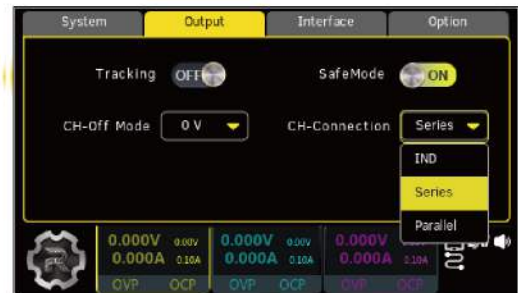 System Output Interface Option
Tracking OFF SafeMode ON
CH-Off Mode 0 V CH-Connection Series
IND
Series
Parallel
0.000V 0.00V 0.000V 0.00V 0.000V
0.000A 0.10A 0.000A 0.10A 0.000A 0.10A
OVP OCP OVP OCP OVP OCP